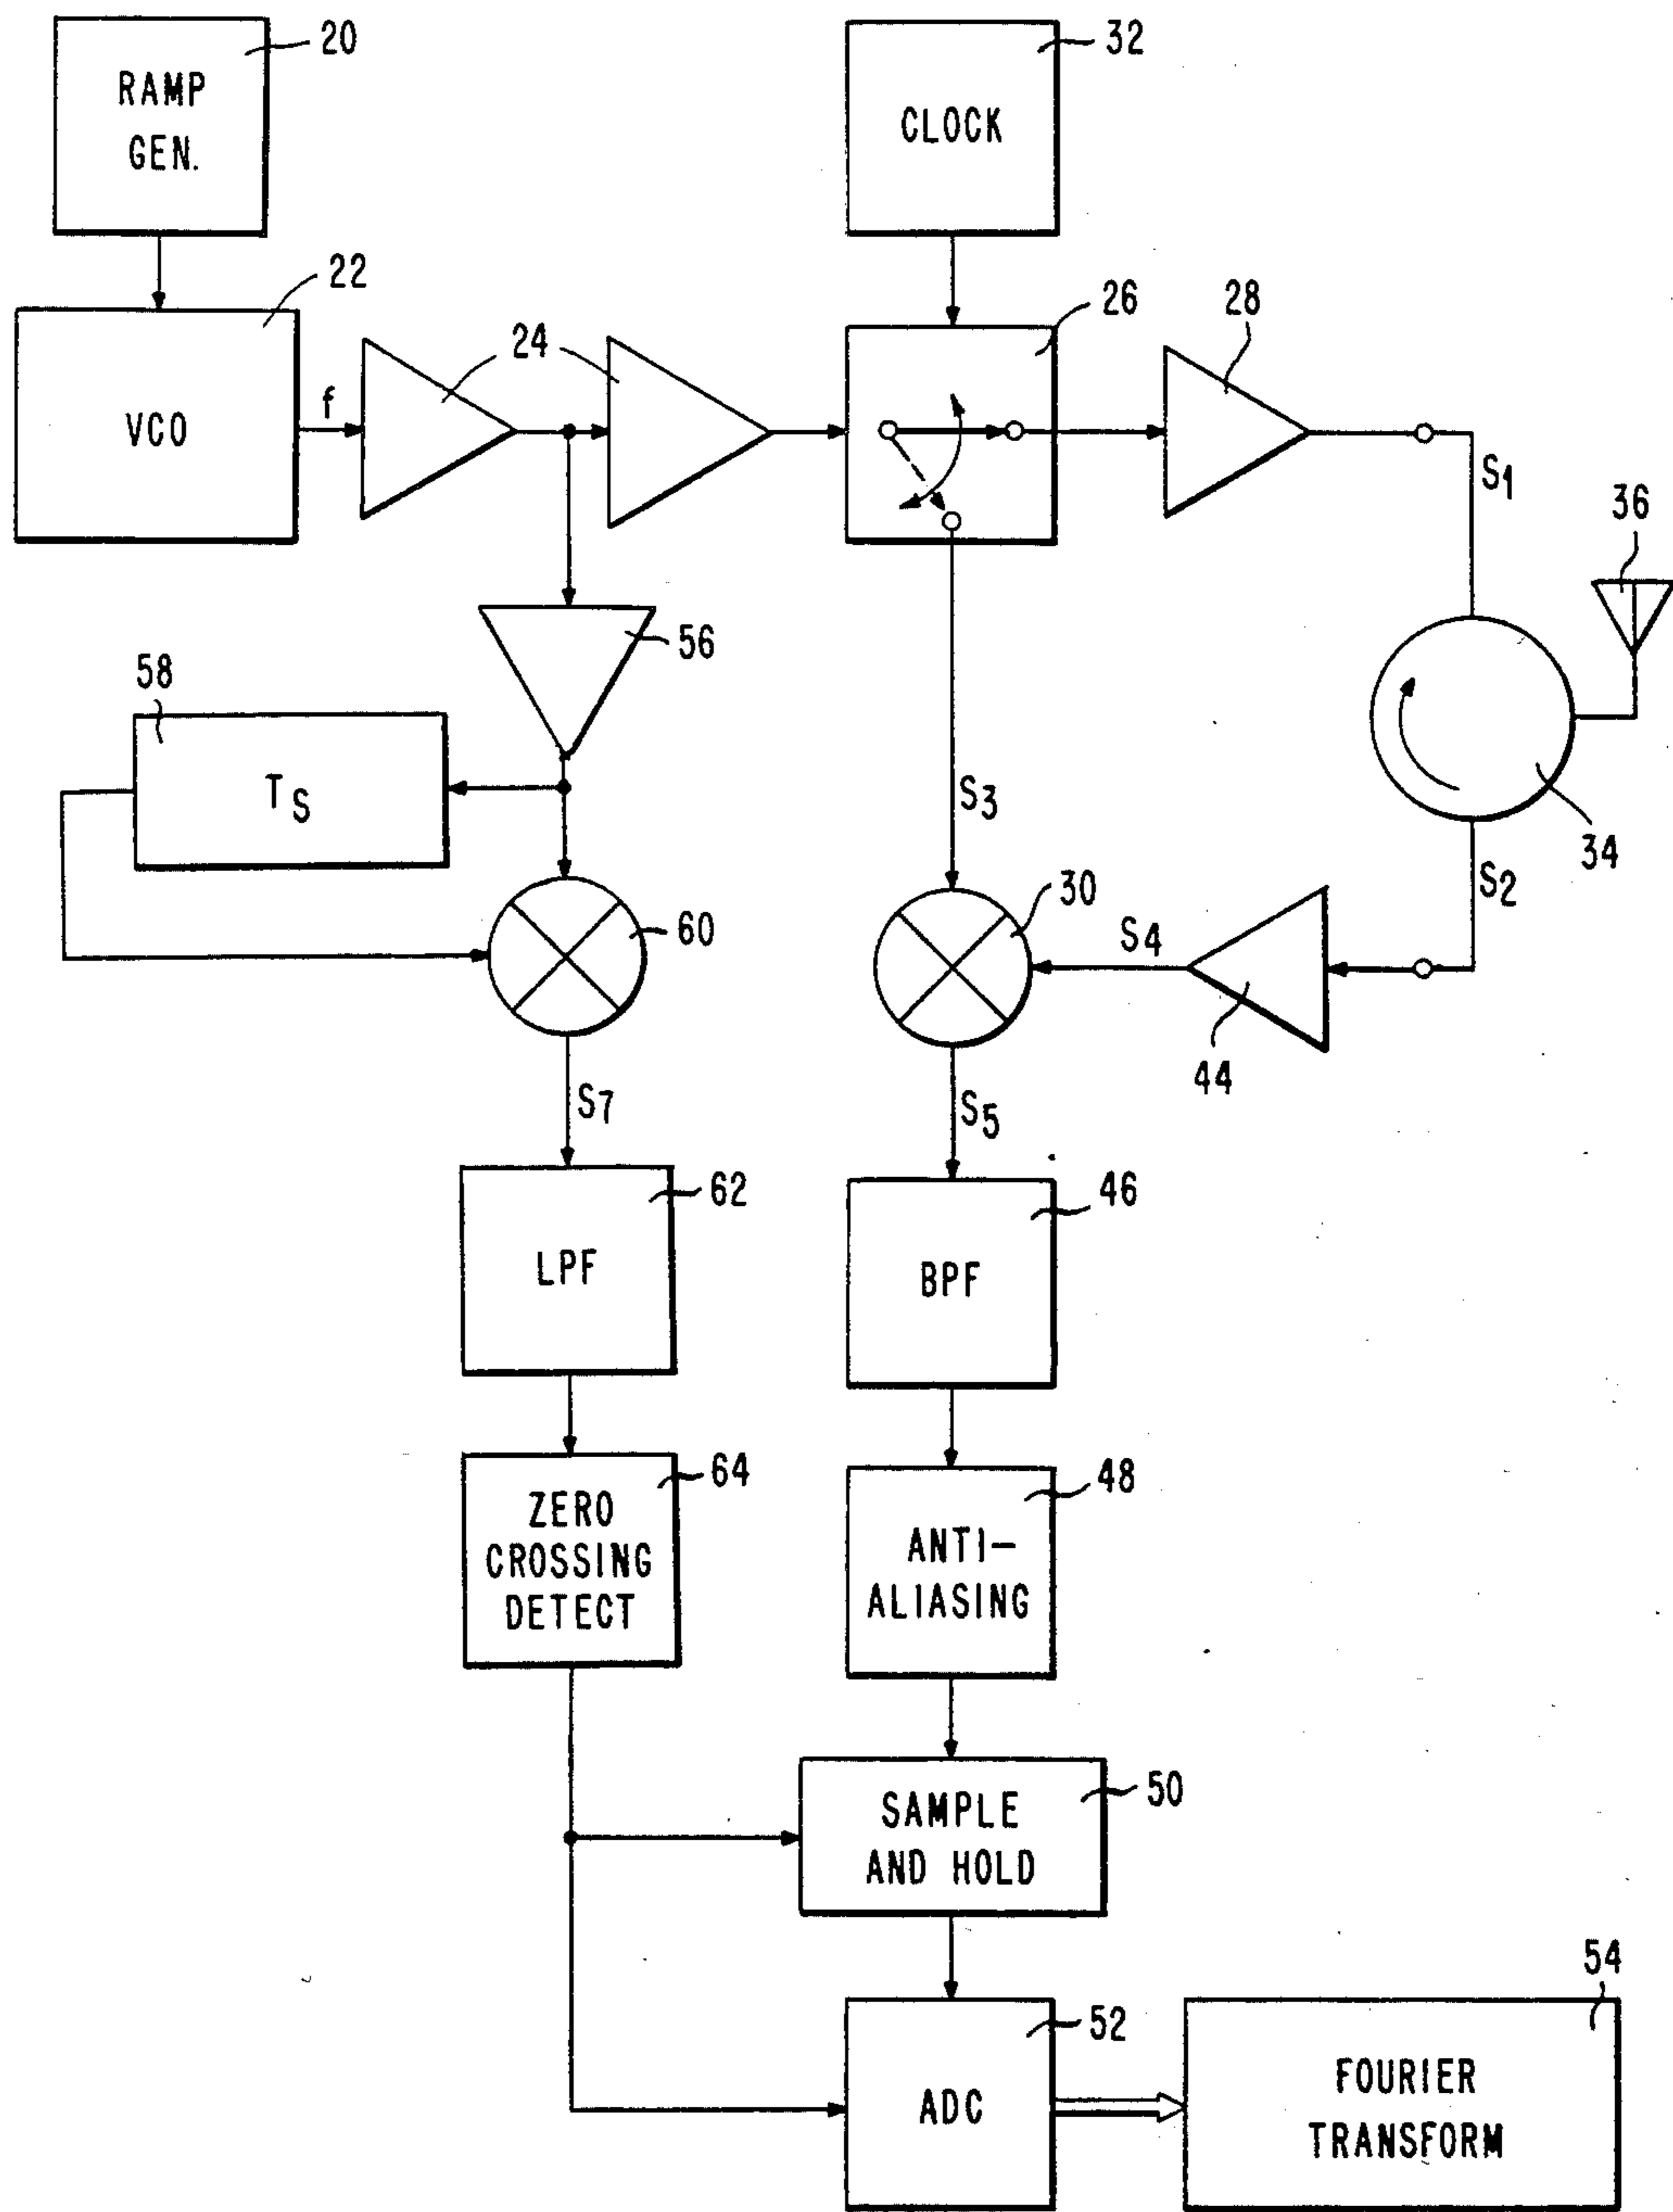 20
32
RAMP
GEN.
CLOCK
22
24
26
28
VCO
f
S1
36
56
58
TS
S3
34
S2
60
30
S4
44
S7
S5
62
46
LPF
BPF
64
48
ZERO
CROSSING
DETECT
ANTI-
ALIASING
50
SAMPLE
AND HOLD
54
52
ADC
FOURIER
TRANSFORM